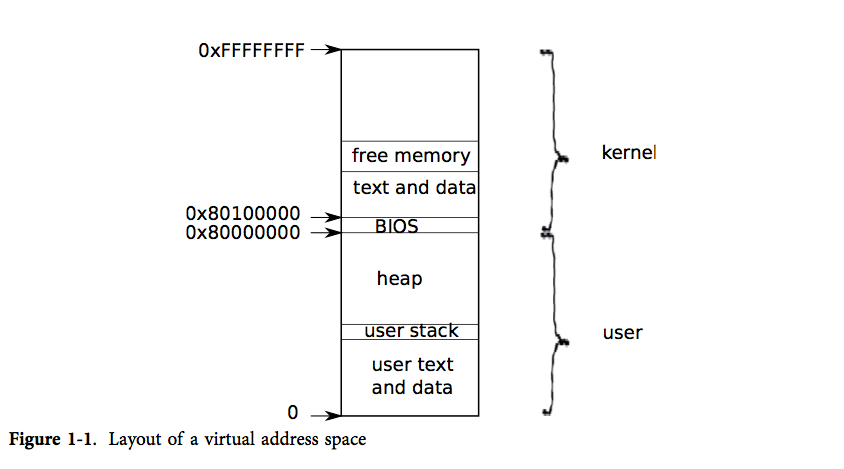 0xFFFFFFFF
kernel
free memory
text and data
0x80100000
BIOS
0x80000000
heap
user stack
user
user text
and data
0
Figure 1-1. Layout of a virtual address space